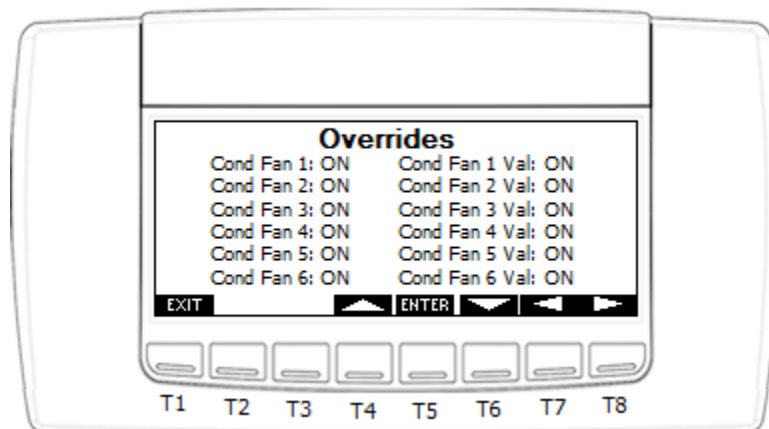 Overrides
Cond Fan 1: ON Cond Fan 1 Val: ON
Cond Fan 2: ON Cond Fan 2 Val: ON
Cond Fan 3: ON Cond Fan 3 Val: ON
Cond Fan 4: ON Cond Fan 4 Val: ON
Cond Fan 5: ON Cond Fan 5 Val: ON
Cond Fan 6: ON Cond Fan 6 Val: ON
EXIT ENTER
T1 T2 T3 T4 T5 T6 T7 T8